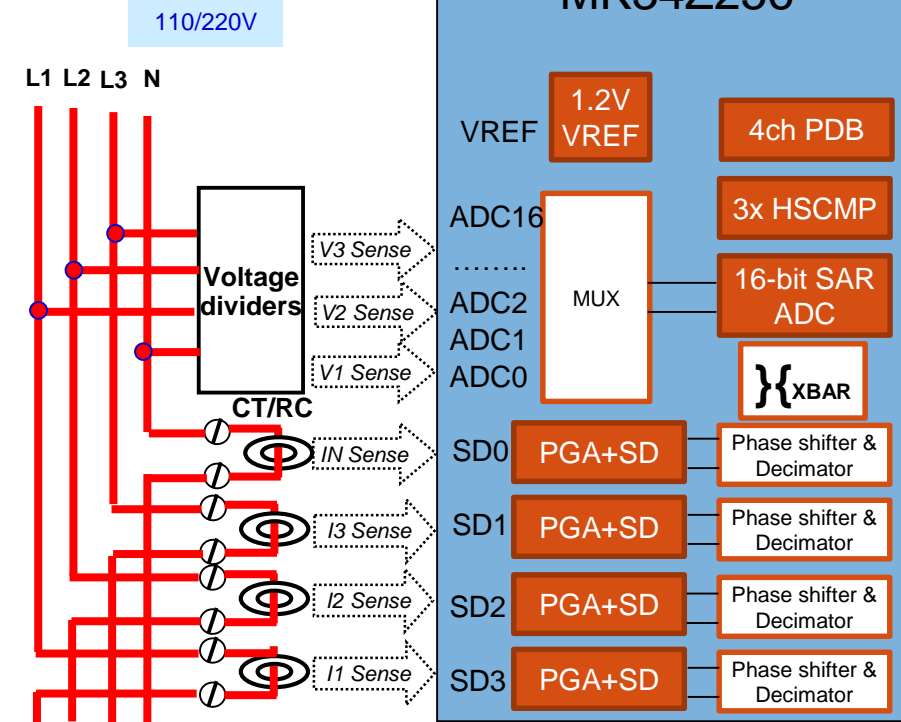 110/220V
L1 L2 L3 N
VREF
1.2V
VREF
4ch PDB
3x HSCMP
ADC16
........
ADC2
ADC1
ADC0
MUX
16-bit SAR
ADC
}{XBAR
Voltage
dividers
V3 Sense
V2 Sense
V1 Sense
CT/RC
IN Sense
SD0
PGA+SD
Phase shifter &
Decimator
I3 Sense
SD1
PGA+SD
Phase shifter &
Decimator
I2 Sense
SD2
PGA+SD
Phase shifter &
Decimator
I1 Sense
SD3
PGA+SD
Phase shifter &
Decimator